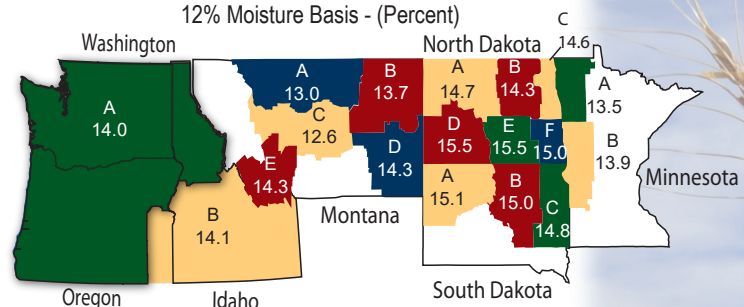 12% Moisture Basis - (Percent)
Washington
North Dakota
C
14.6
A
14.0
A
13.0
B
13.7
A
14.7
B
14.3
A
13.5
C
12.6
D
14.3
D
15.5
E
15.5
F
15.0
B
13.9
E
14.3
A
15.1
B
15.0
C
14.8
B
14.1
Montana
Minnesota
Oregon
Idaho
South Dakota